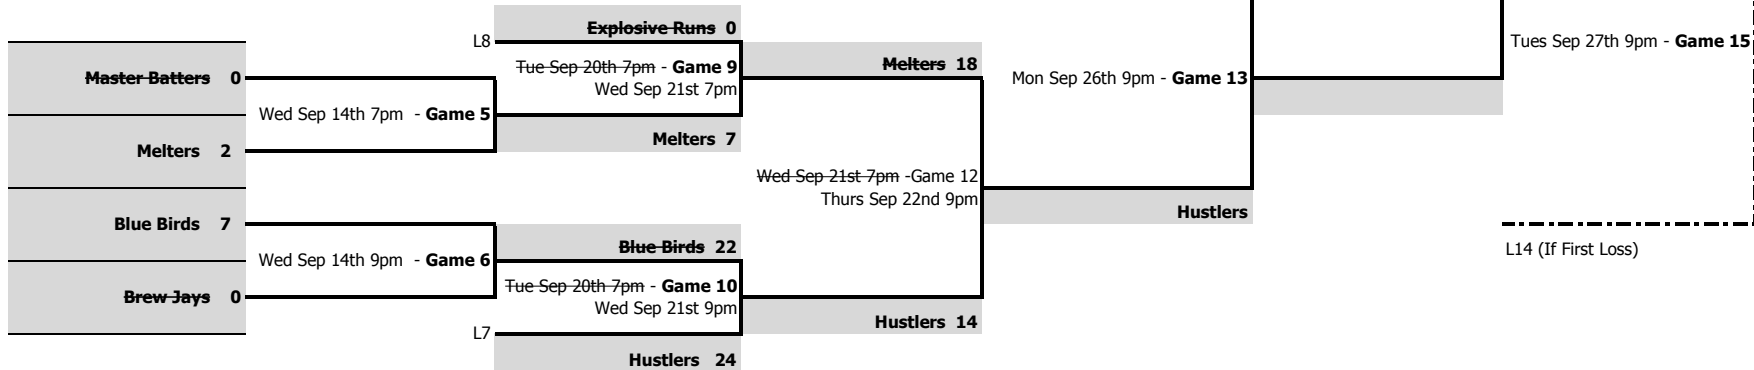 Explosive Runs 0
L8
Tue Sep 20th 7pm - Game 9
Wed Sep 21st 7pm
Melters 7
Master Batters 0
Wed Sep 14th 7pm - Game 5
Melters 2
Blue Birds 7
Wed Sep 14th 9pm - Game 6
Brew Jays 0
Blue Birds 22
Tue Sep 20th 7pm - Game 10
Wed Sep 21st 9pm
L7
Hustlers 24
Melters 18
Wed Sep 21st 7pm -Game 12
Thurs Sep 22nd 9pm
Hustlers 14
Mon Sep 26th 9pm - Game 13
Hustlers
Tues Sep 27th 9pm - Game 15
L14 (If First Loss)